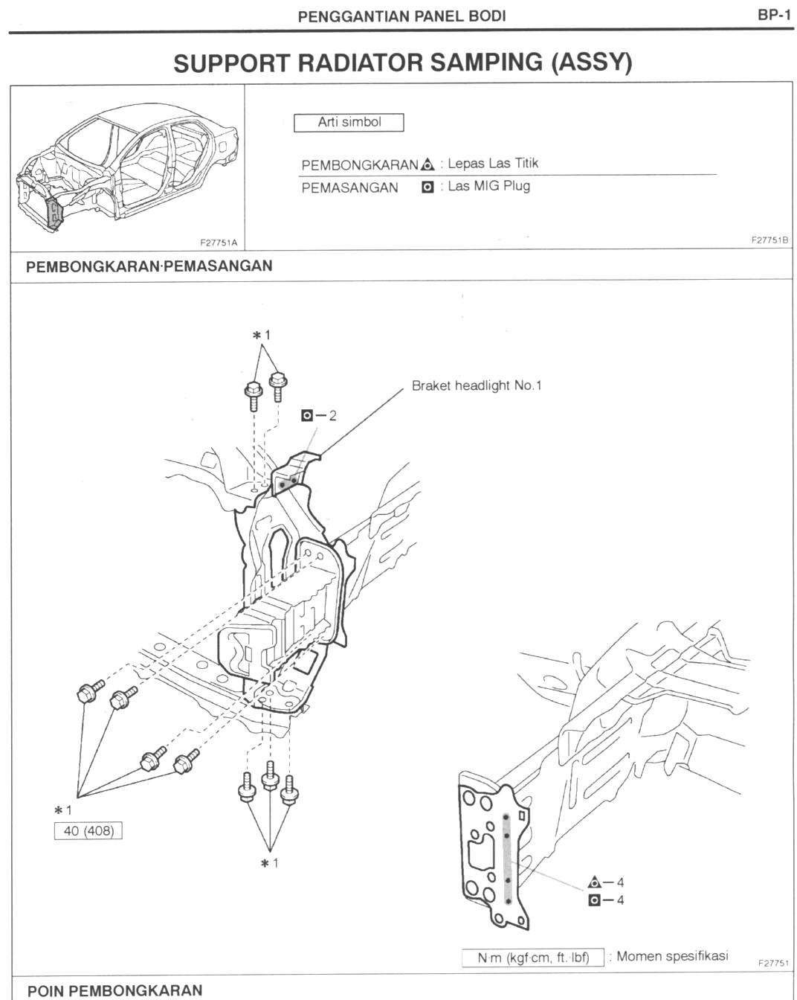 PENGGANTIAN PANEL BODI
BP-1
SUPPORT RADIATOR SAMPING (ASSY)
Arti simbol
PEMBONGKARAN : Lepas Las Titik
PEMASANGAN : Las MIG Plug
F27751A
F27751B
PEMBONGKARAN·PEMASANGAN
*1
Braket headlight No.1
–2
*1
40 (408)
*1
–4
–4
N·m (kgf·cm, ft.·lbf) : Momen spesifikasi
F27751
POIN PEMBONGKARAN